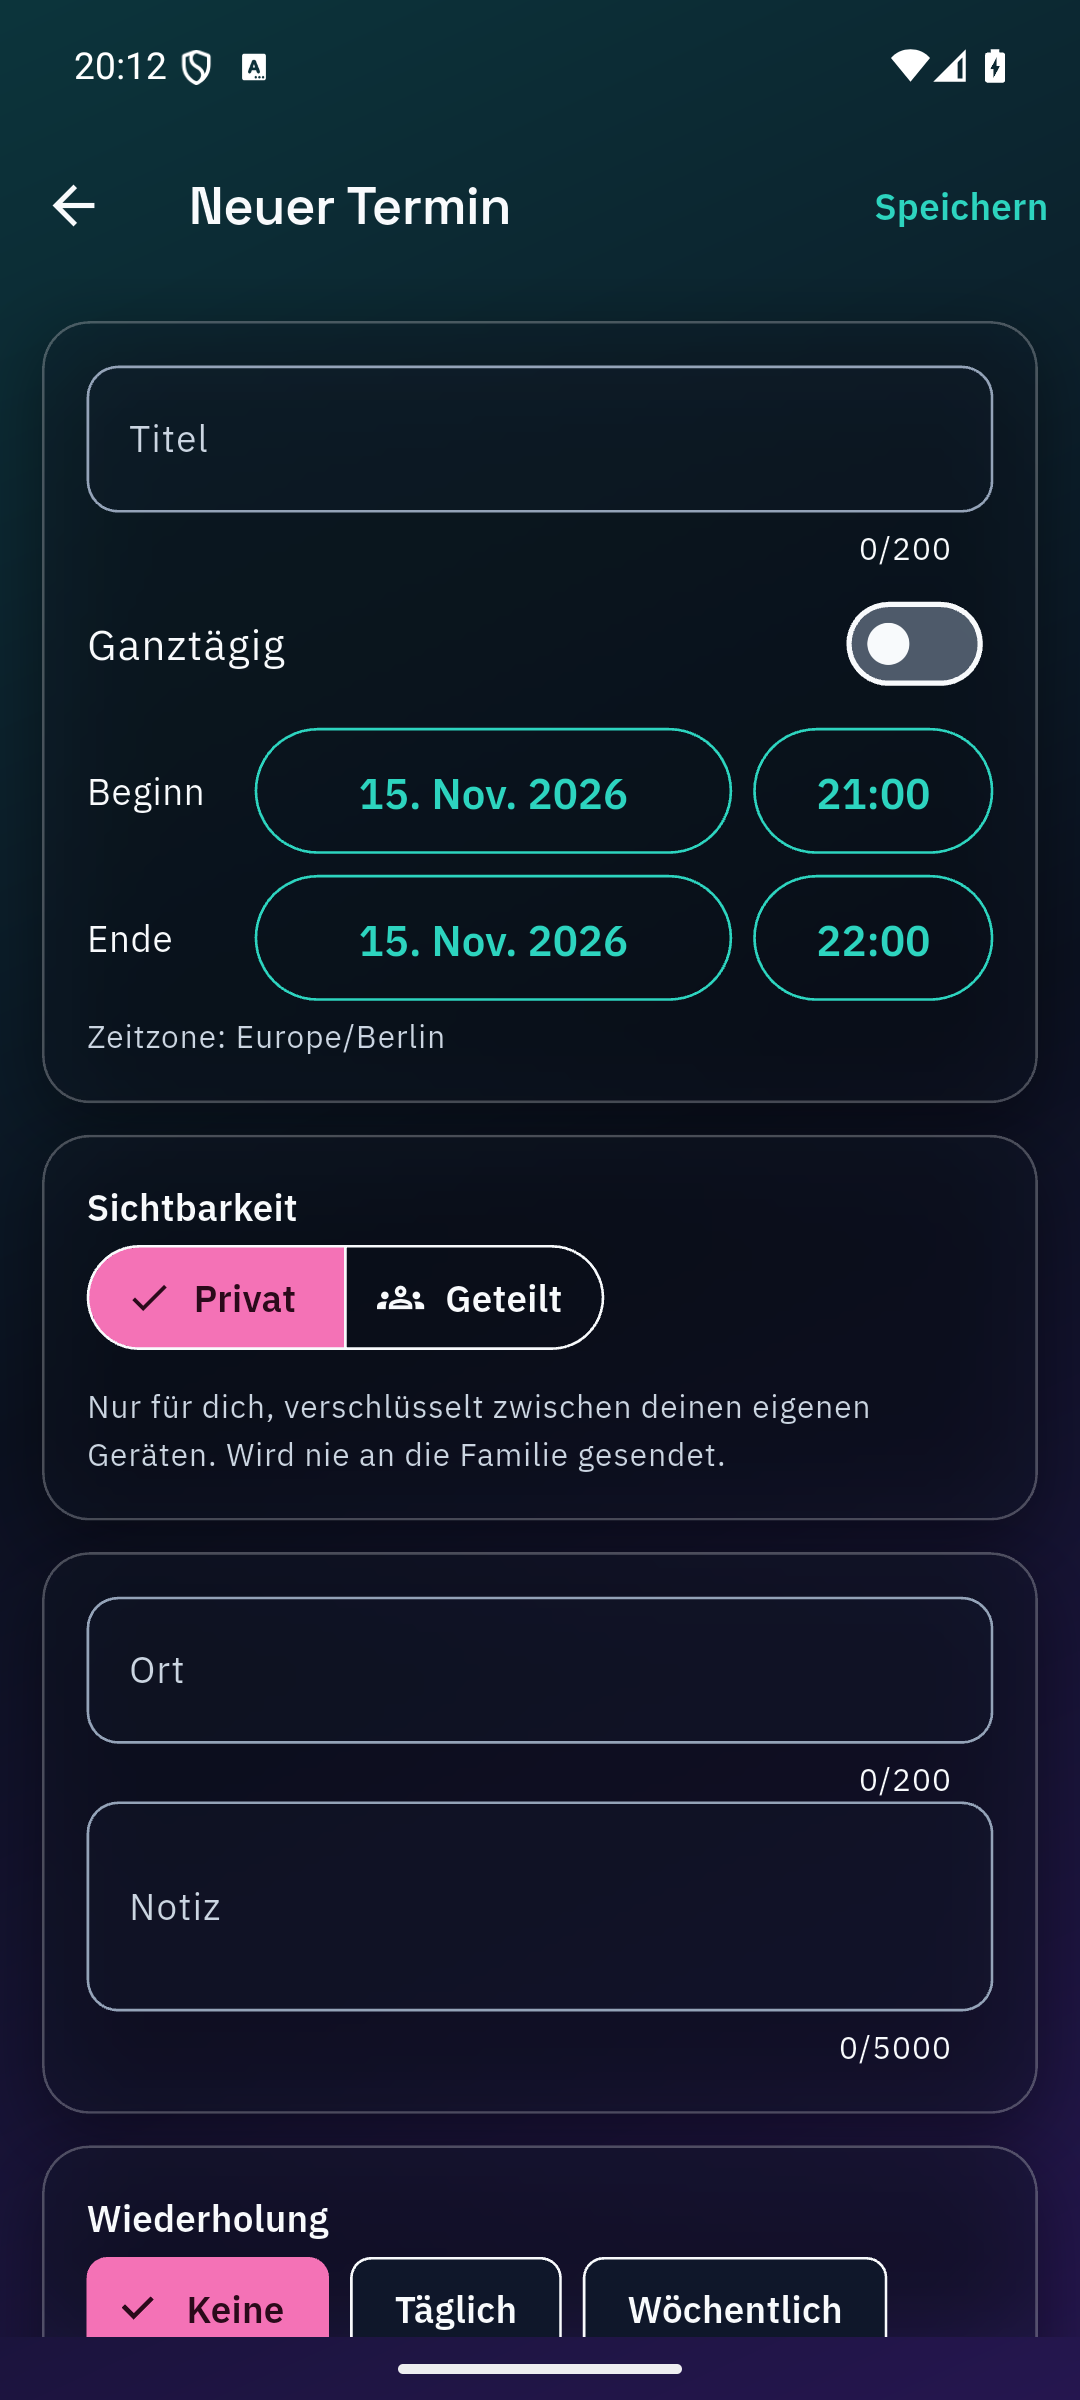 20:12
Neuer Termin
Speichern
Titel
0/200
Ganztägig
Beginn
15. Nov. 2026
21:00
Ende
15. Nov. 2026
22:00
Zeitzone: Europe/Berlin
Sichtbarkeit
Privat
Geteilt
Nur für dich, verschlüsselt zwischen deinen eigenen
Geräten. Wird nie an die Familie gesendet.
Ort
0/200
Notiz
0/5000
Wiederholung
Keine
Täglich
Wöchentlich